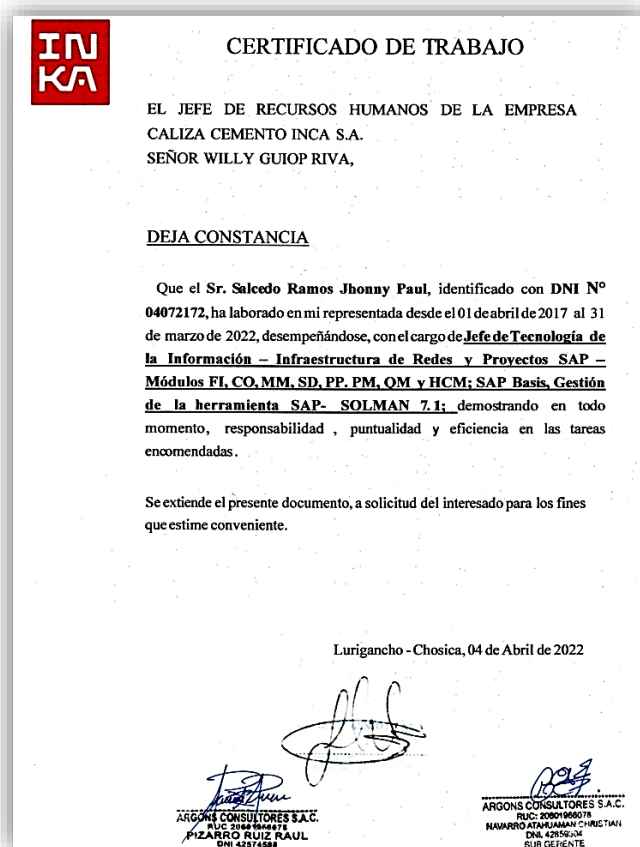 INKA
CERTIFICADO DE TRABAJO
EL JEFE DE RECURSOS HUMANOS DE LA EMPRESA
CALIZA CEMENTO INCA S.A.
SEÑOR WILLY GUIOP RIVA,
DEJA CONSTANCIA
Que el Sr. Salcedo Ramos Jhonny Paul, identificado con DNI Nº
04072172, ha laborado en mi representada desde el 01 de abril de 2017 al 31
de marzo de 2022, desempeñándose, con el cargo de Jefe de Tecnología de
la Información – Infraestructura de Redes y Proyectos SAP –
Módulos FI, CO, MM, SD, PP. PM, QM y HCM; SAP Basis, Gestión
de la herramienta SAP- SOLMAN 7.1; demostrando en todo
momento, responsabilidad , puntualidad y eficiencia en las tareas
encomendadas.
Se extiende el presente documento, a solicitud del interesado para los fines
que estime conveniente.
Lurigancho - Chosica, 04 de Abril de 2022
ARGONS CONSULTORES S.A.C.
RUC
PIZARRO RUIZ RAUL
DNI 42574588
ARGONS CONSULTORES S.A.C.
RUC: 20601966078
NAVARRO ATAHUAMAN CHRISTIAN
DNI.
SUB GERENTE